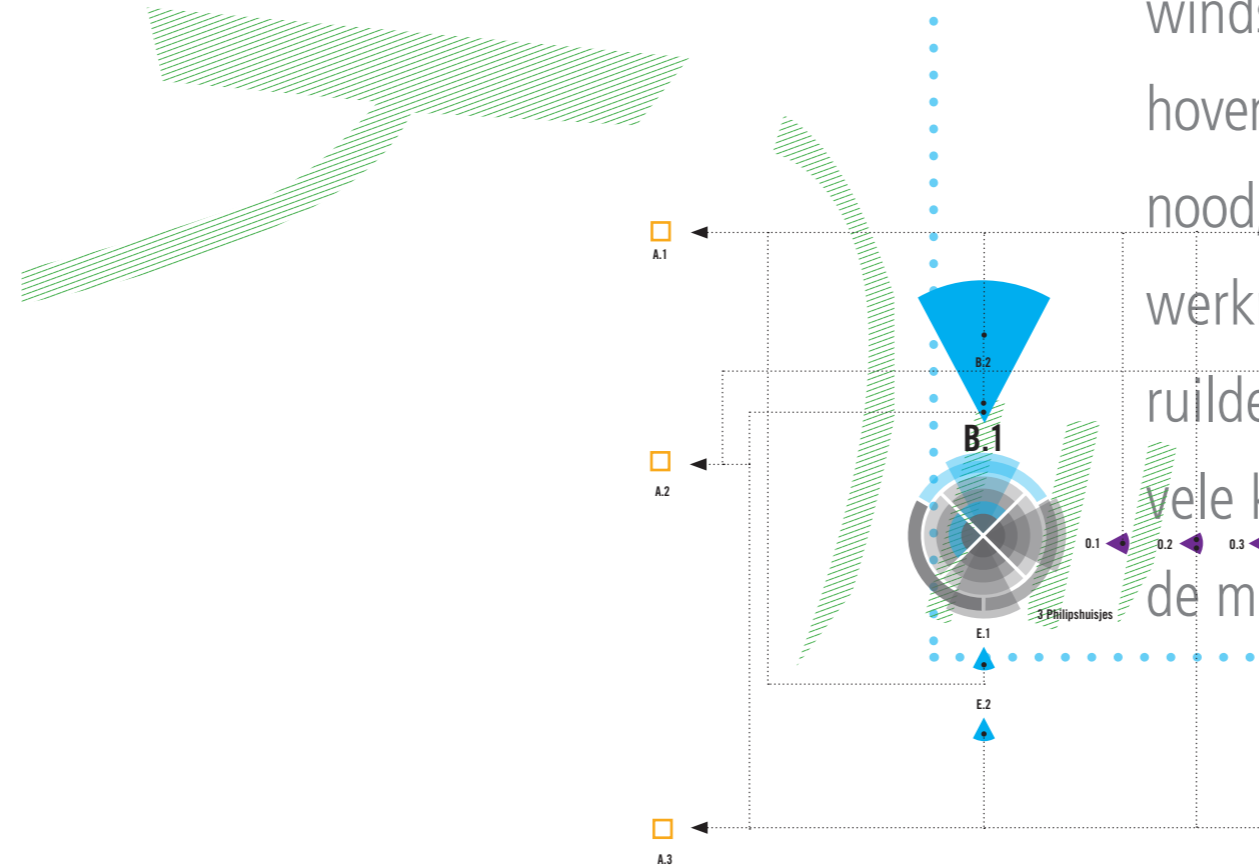 winds
hover
nood,
A.1
werk
B.2
ruilde
B.1
A.2
vele k
0.1
0.2
0.3
de m
3 Philipshuisjes
E.1
E.2
A.3